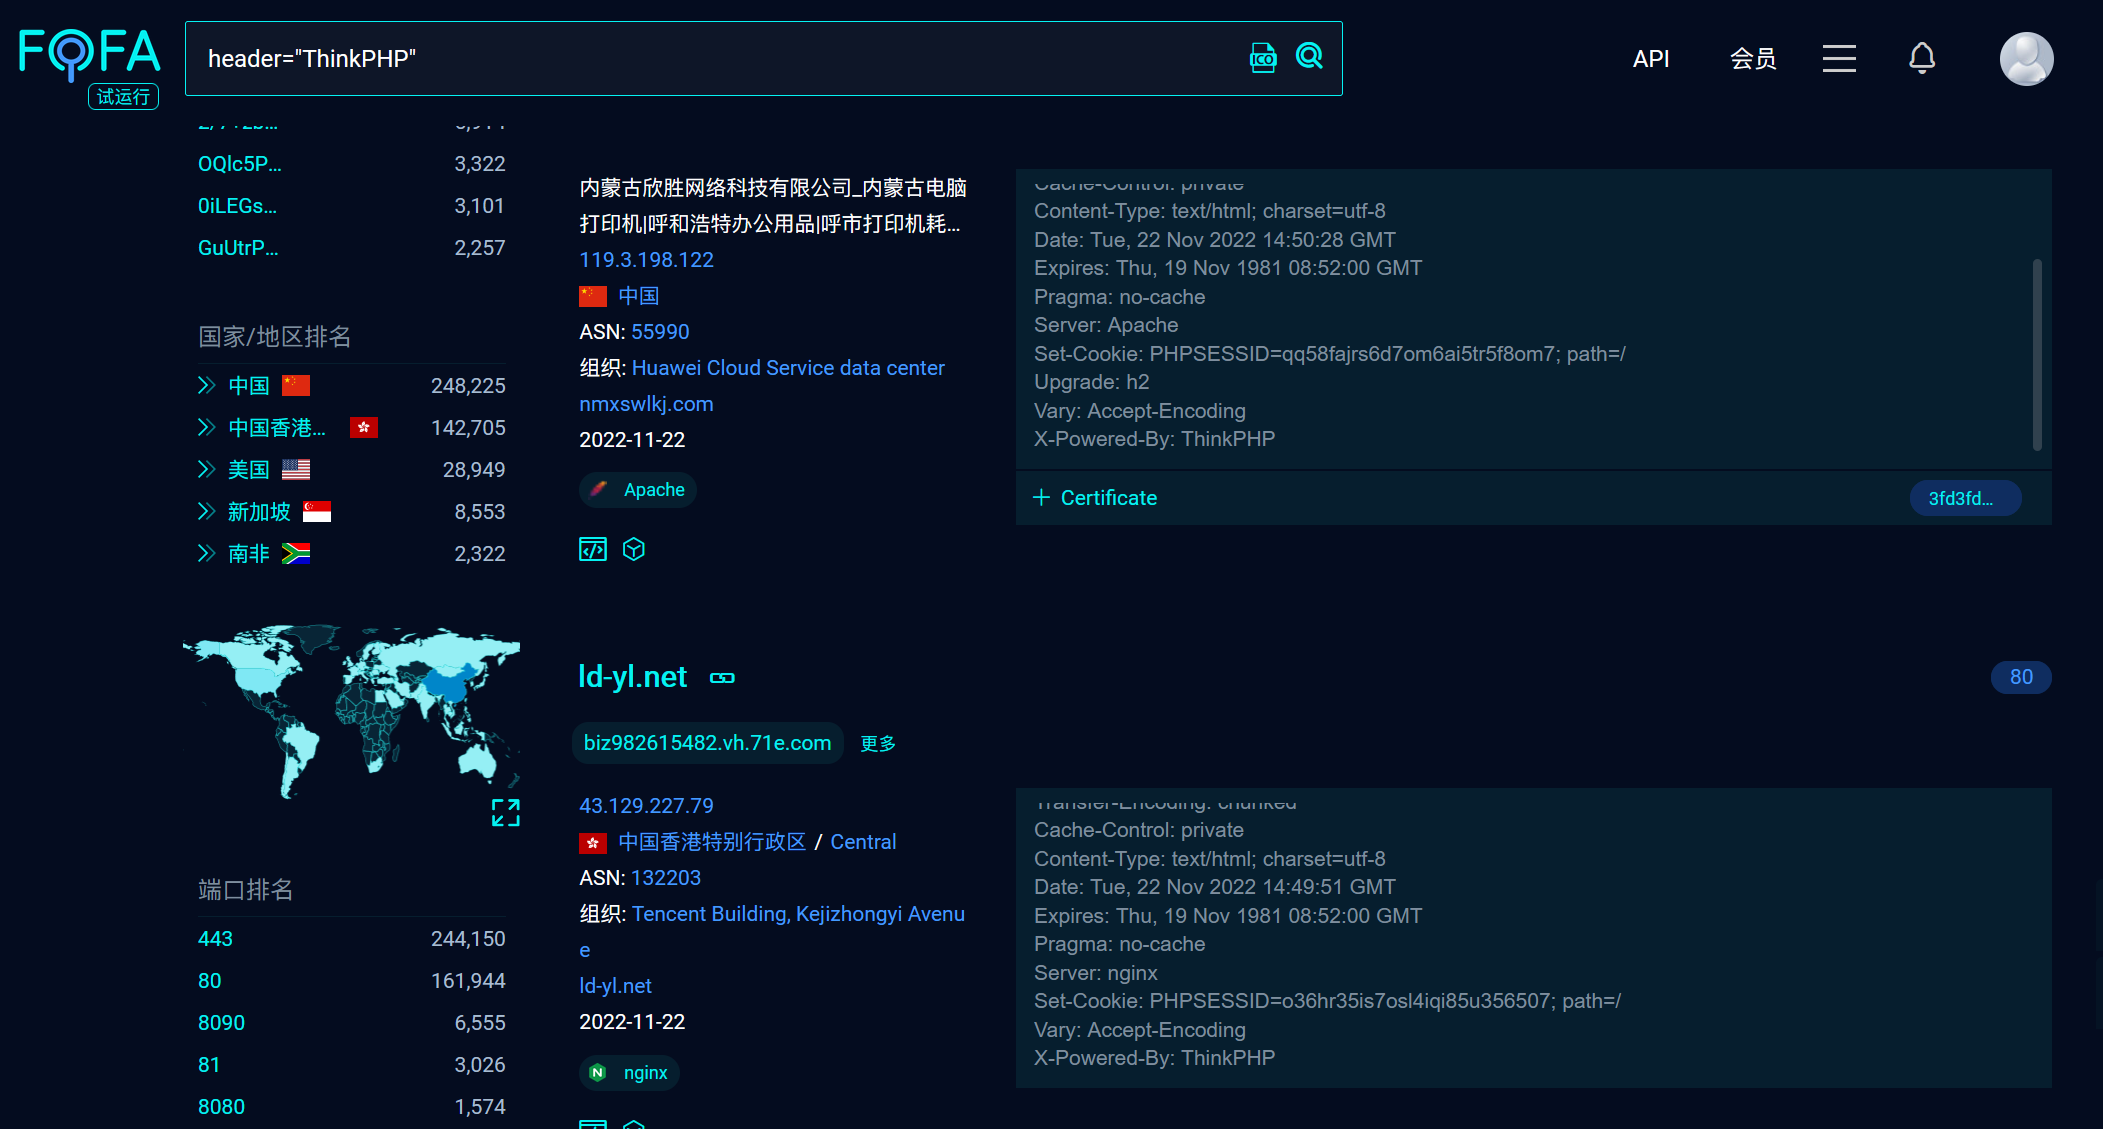 FOFA
试运行
header="ThinkPHP"
ICO
API
会员
OQlc5P... 3,322
0iLEGs... 3,101
GuUtrP... 2,257
国家/地区排名
中国 248,225
中国香港... 142,705
美国 28,949
新加坡 8,553
南非 2,322
端口排名
443 244,150
80 161,944
8090 6,555
81 3,026
8080 1,574
内蒙古欣胜网络科技有限公司_内蒙古电脑
打印机|呼和浩特办公用品|呼市打印机耗...
119.3.198.122
中国
ASN: 55990
组织: Huawei Cloud Service data center
nmxswlkj.com
2022-11-22
Apache
Cache-Control: private
Content-Type: text/html; charset=utf-8
Date: Tue, 22 Nov 2022 14:50:28 GMT
Expires: Thu, 19 Nov 1981 08:52:00 GMT
Pragma: no-cache
Server: Apache
Set-Cookie: PHPSESSID=qq58fajrs6d7om6ai5tr5f8om7; path=/
Upgrade: h2
Vary: Accept-Encoding
X-Powered-By: ThinkPHP
Certificate
3fd3fd...
ld-yl.net
80
biz982615482.vh.71e.com 更多
43.129.227.79
中国香港特别行政区 / Central
ASN: 132203
组织: Tencent Building, Kejizhongyi Avenu
e
ld-yl.net
2022-11-22
nginx
Transfer-Encoding: chunked
Cache-Control: private
Content-Type: text/html; charset=utf-8
Date: Tue, 22 Nov 2022 14:49:51 GMT
Expires: Thu, 19 Nov 1981 08:52:00 GMT
Pragma: no-cache
Server: nginx
Set-Cookie: PHPSESSID=o36hr35is7osl4iqi85u356507; path=/
Vary: Accept-Encoding
X-Powered-By: ThinkPHP